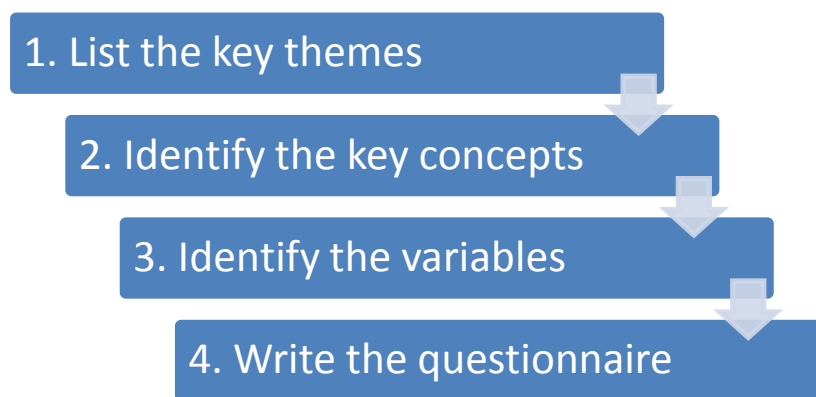 1. List the key themes
2. Identify the key concepts
3. Identify the variables
4. Write the questionnaire